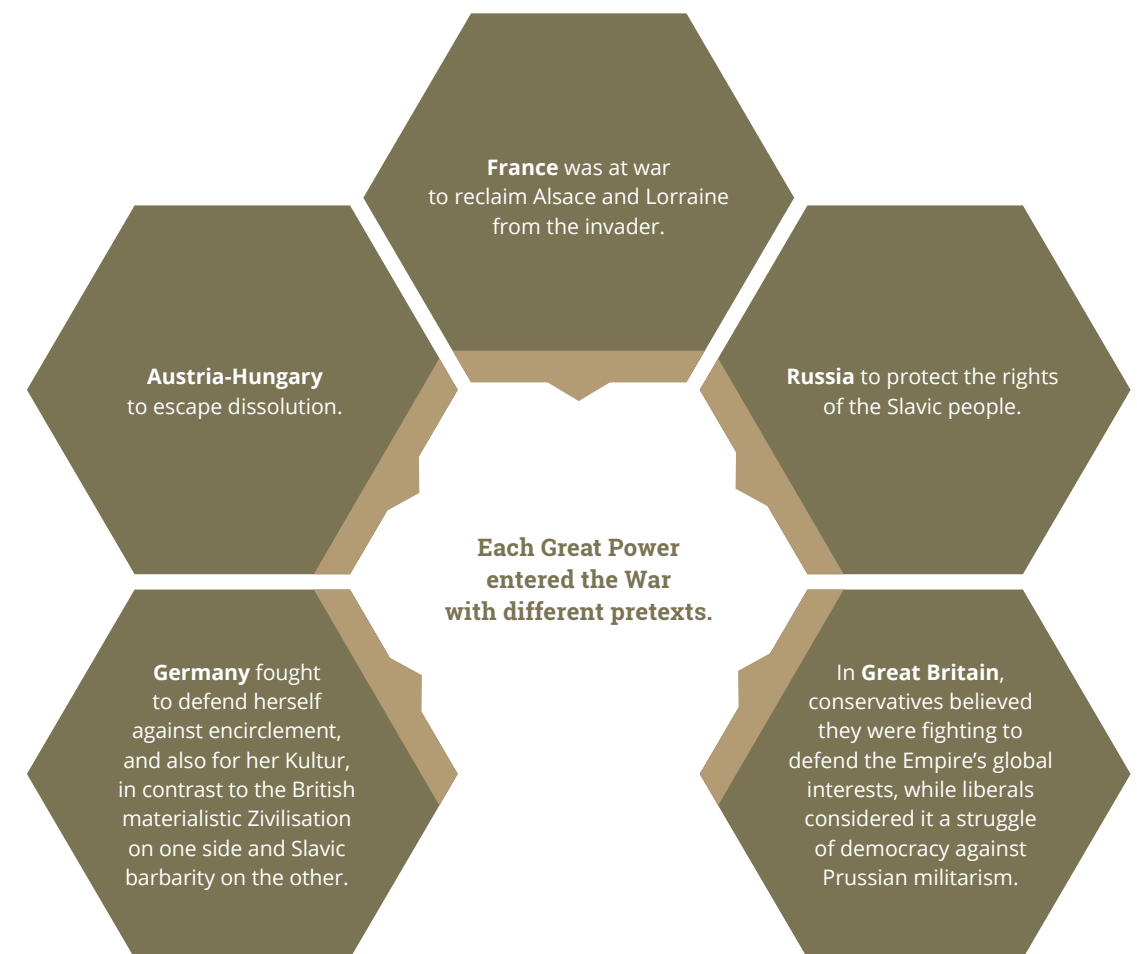 France was at war
to reclaim Alsace and Lorraine
from the invader.
Austria-Hungary
to escape dissolution.
Russia to protect the rights
of the Slavic people.
Each Great Power
entered the War
with different pretexts.
Germany fought
to defend herself
against encirclement,
and also for her Kultur,
in contrast to the British
materialistic Zivilisation
on one side and Slavic
barbarity on the other.
In Great Britain,
conservatives believed
they were fighting to
defend the Empire’s global
interests, while liberals
considered it a struggle
of democracy against
Prussian militarism.